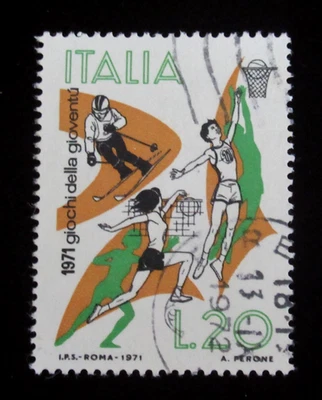 ITALIA
1971 giochi della gioventù
L.20
I.P.S.-ROMA-1971
A. PERONE